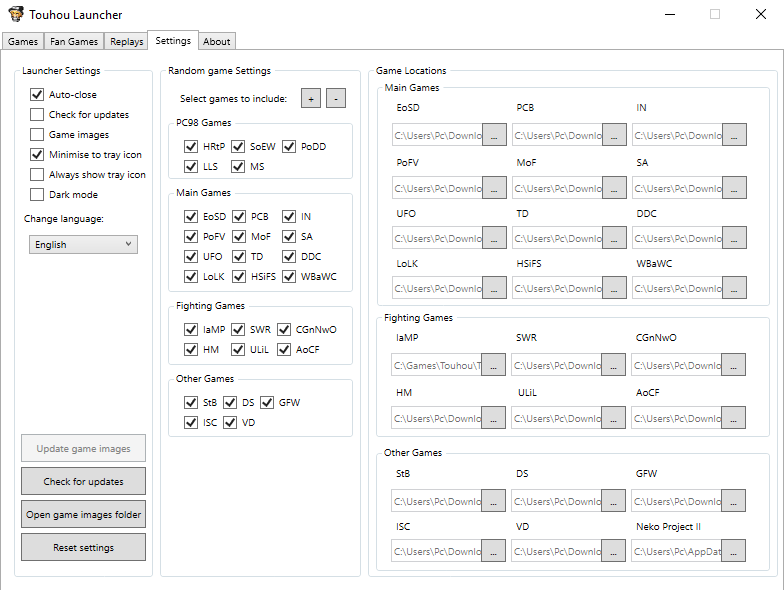 Touhou Launcher
Games Fan Games Replays Settings About
Launcher Settings
Auto-close
Check for updates
Game images
Minimise to tray icon
Always show tray icon
Dark mode
Change language:
English
Update game images
Check for updates
Open game images folder
Reset settings
Random game Settings
Select games to include: + -
PC98 Games
HRtP SoEW PoDD
LLS MS
Main Games
EoSD PCB IN
PoFV MoF SA
UFO TD DDC
LoLK HSiFS WBaWC
Fighting Games
IaMP SWR CGnNwO
HM ULiL AoCF
Other Games
StB DS GFW
ISC VD
Game Locations
Main Games
EoSD PCB IN
C:\Users\Pc\Downlo ... C:\Users\Pc\Downlo ... C:\Users\Pc\Downlo ...
PoFV MoF SA
C:\Users\Pc\Downlo ... C:\Users\Pc\Downlo ... C:\Users\Pc\Downlo ...
UFO TD DDC
C:\Users\Pc\Downlo ... C:\Users\Pc\Downlo ... C:\Users\Pc\Downlo ...
LoLK HSiFS WBaWC
C:\Users\Pc\Downlo ... C:\Users\Pc\Downlo ... C:\Users\Pc\Downlo ...
Fighting Games
IaMP SWR CGnNwO
C:\Games\Touhou\T ... C:\Users\Pc\Downlo ... C:\Users\Pc\Downlo ...
HM ULiL AoCF
C:\Users\Pc\Downlo ... C:\Users\Pc\Downlo ... C:\Users\Pc\Downlo ...
Other Games
StB DS GFW
C:\Users\Pc\Downlo ... C:\Users\Pc\Downlo ... C:\Users\Pc\Downlo ...
ISC VD Neko Project II
C:\Users\Pc\Downlo ... C:\Users\Pc\Downlo ... C:\Users\Pc\AppDat ...